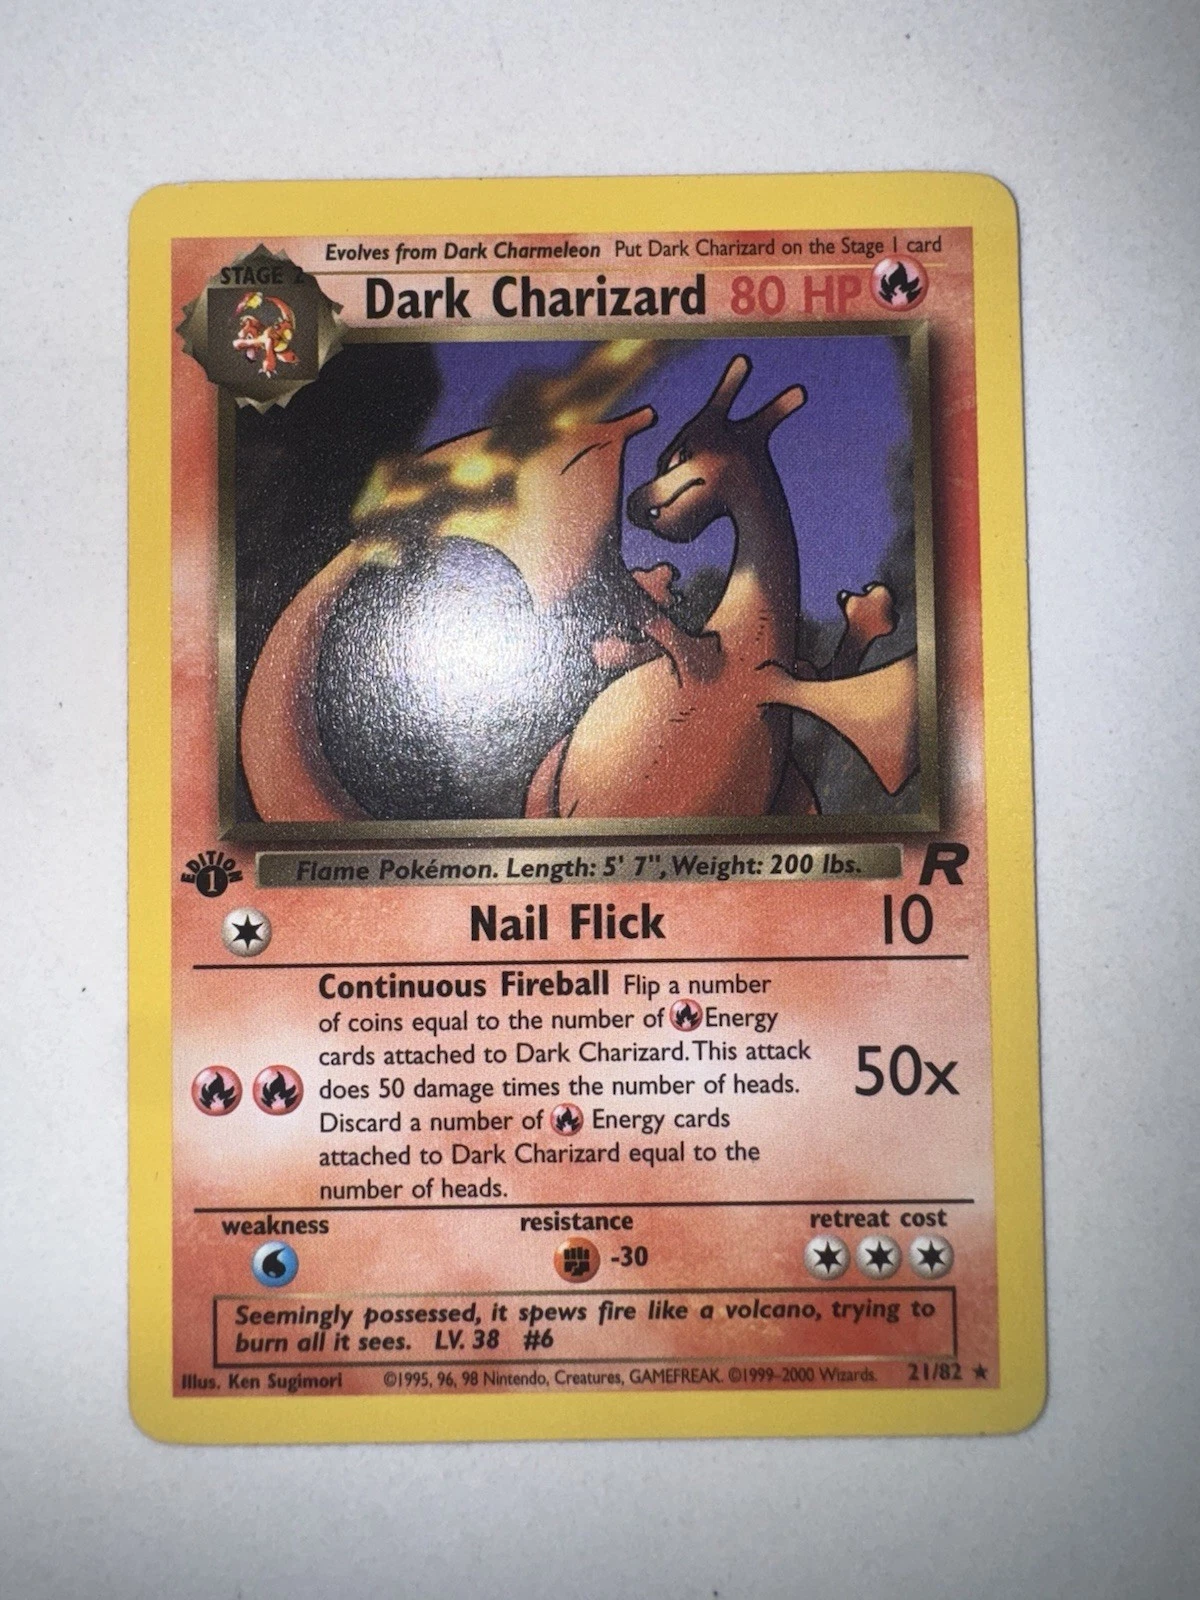 Evolves from Dark Charmeleon Put Dark Charizard on the Stage 1 card
STAGE 2
Dark Charizard 80 HP
EDITION
1
Flame Pokémon. Length: 5' 7", Weight: 200 lbs.
R
Nail Flick 10
Continuous Fireball Flip a number
of coins equal to the number of Energy
cards attached to Dark Charizard. This attack
does 50 damage times the number of heads.
Discard a number of Energy cards
attached to Dark Charizard equal to the
number of heads.
50x
weakness resistance retreat cost
-30
Seemingly possessed, it spews fire like a volcano, trying to
burn all it sees. LV. 38 #6
Illus. Ken Sugimori ©1995, 96, 98 Nintendo, Creatures, GAMEFREAK. ©1999-2000 Wizards. 21/82 ★